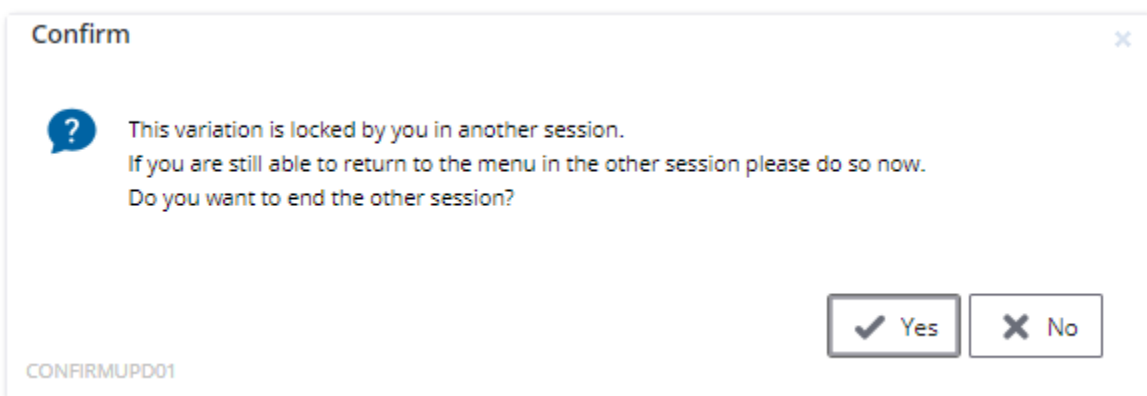 Confirm
This variation is locked by you in another session.
If you are still able to return to the menu in the other session please do so now.
Do you want to end the other session?
Yes No
CONFIRMUPD01